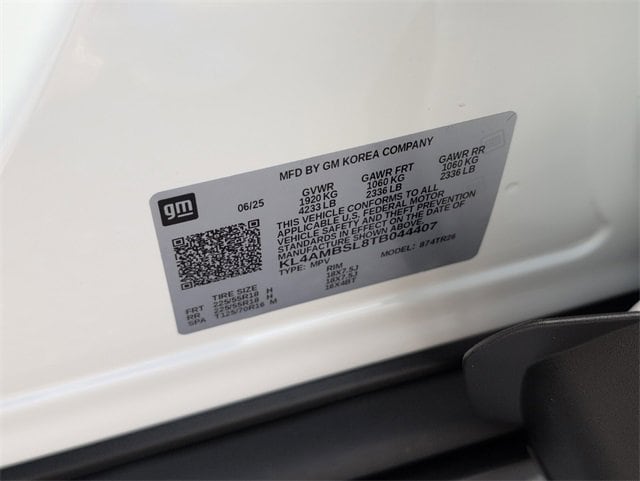 MFD BY GM KOREA COMPANY
gm 06/25 GVWR GAWR FRT GAWR RR
1920 KG 1060 KG 1060 KG
4233 LB 2336 LB 2336 LB
THIS VEHICLE CONFORMS TO ALL
APPLICABLE U.S. FEDERAL MOTOR
VEHICLE SAFETY AND THEFT PREVENTION
STANDARDS IN EFFECT ON THE DATE OF
MANUFACTURE SHOWN ABOVE.
KL4AMBSL8TB044407
TYPE: MPV MODEL: 874TR26
TIRE SIZE RIM
FRT 225/55R18 H 18X7.5J
RR 225/55R18 H 18X7.5J
SPA T125/70R16 M 16X4BT